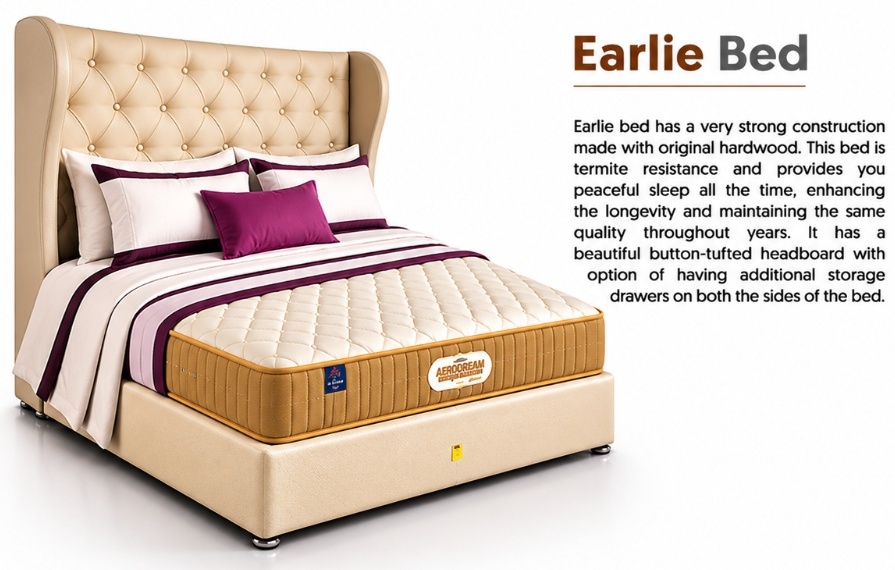 Earlie Bed
Earlie bed has a very strong construction
made with original hardwood. This bed is
termite resistance and provides you
peaceful sleep all the time, enhancing
the longevity and maintaining the same
quality throughout years. It has a
beautiful button-tufted headboard with
option of having additional storage
drawers on both the sides of the bed.
AERODREAM